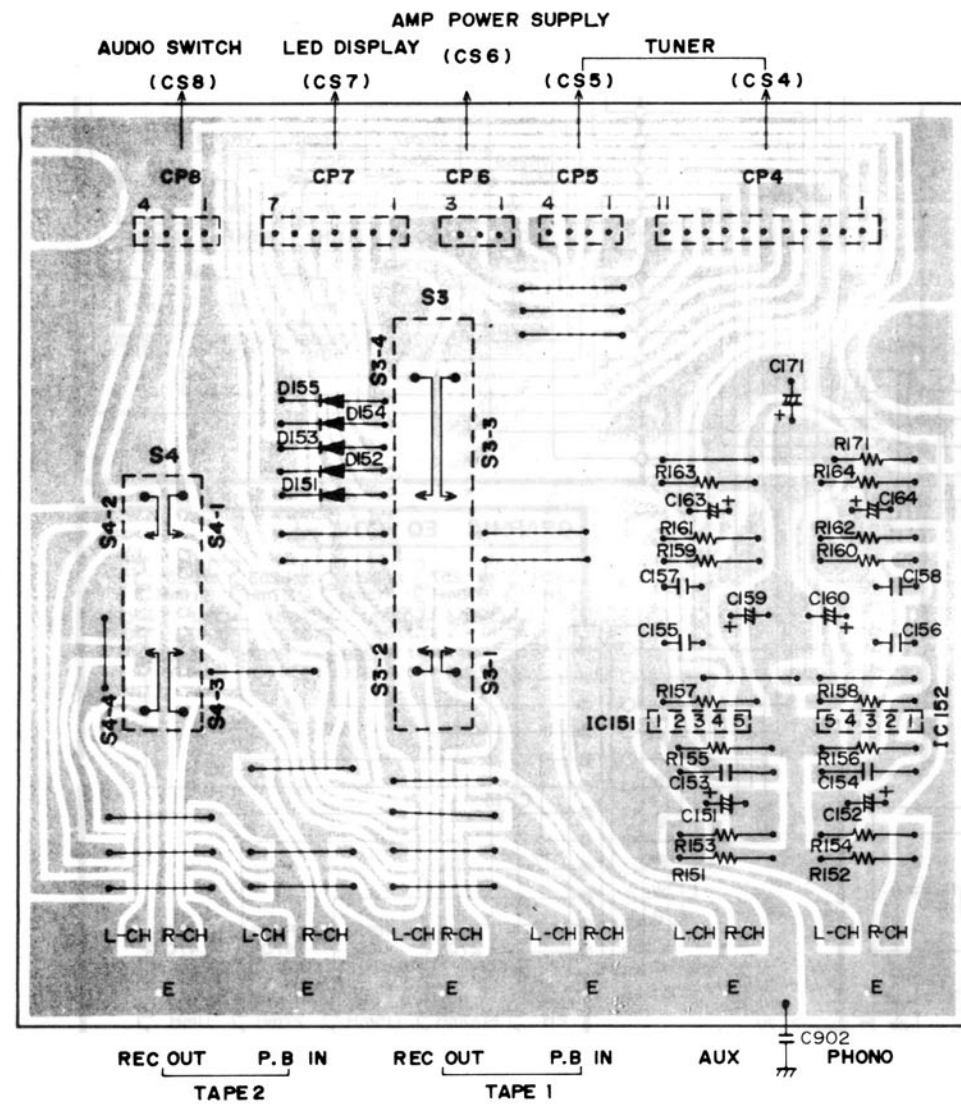 AMP POWER SUPPLY
AUDIO SWITCH LED DISPLAY (CS6) TUNER
(CS8) (CS7) (CS5) (CS4)
CP8 CP7 CP6 CP5 CP4
4 1 7 1 3 1 4 1 11 1
S3
S3-4
C171
+
D155
D154
S3-3
D153
R171
S4
D152
R163 R164
D151
S4-2 S4-1
C163 + + C164
R161 R162
R159 R160
C157 C158
C159 C160
+ +
C155 C156
S3-2 S3-1
S4-4 S4-3
R157 R158
IC151 1 2 3 4 5 5 4 3 2 1 IC152
R155 R156
C153 C154
+ +
C151 C152
R153 R154
R151 R152
L-CH R-CH L-CH R-CH L-CH R-CH L-CH R-CH L-CH R-CH L-CH R-CH
E E E E E E
C902
REC OUT P.B IN REC OUT P.B IN AUX PHONO
TAPE 2 TAPE 1